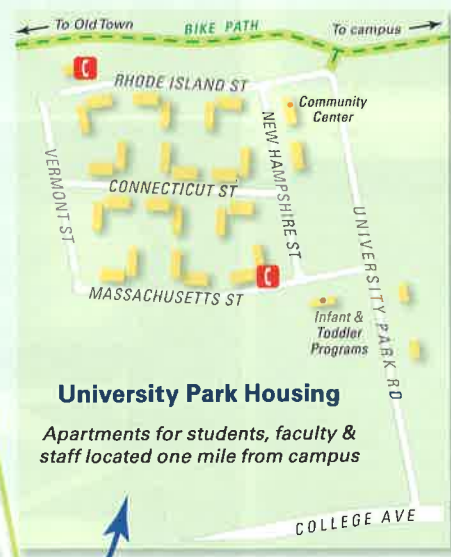 To Old Town
BIKE PATH
To campus
RHODE ISLAND ST
Community
Center
NEW HAMPSHIRE ST
VERMONT ST
CONNECTICUT ST
UNIVERSITY PARK RD
MASSACHUSETTS ST
Infant &
Toddler
Programs
University Park Housing
Apartments for students, faculty &
staff located one mile from campus
COLLEGE AVE